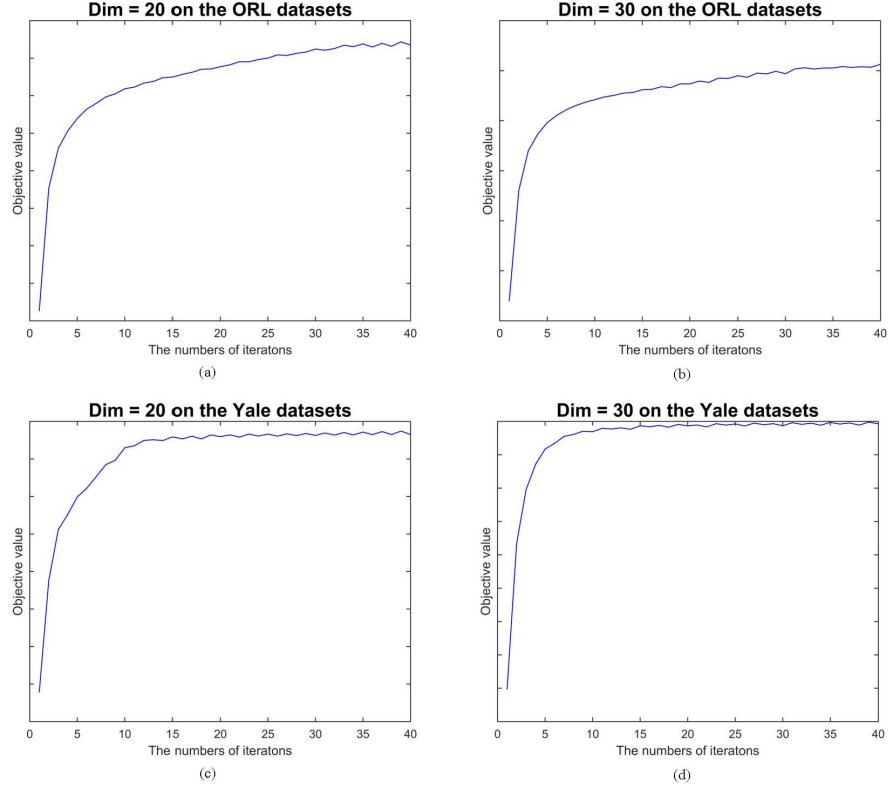 Dim = 20 on the ORL datasets
Objective value
0 5 10 15 20 25 30 35 40
The numbers of iteratons
(a)
Dim = 30 on the ORL datasets
Objective value
0 5 10 15 20 25 30 35 40
The numbers of iteratons
(b)
Dim = 20 on the Yale datasets
Objective value
0 5 10 15 20 25 30 35 40
The numbers of iteratons
(c)
Dim = 30 on the Yale datasets
Objective value
0 5 10 15 20 25 30 35 40
The numbers of iteratons
(d)